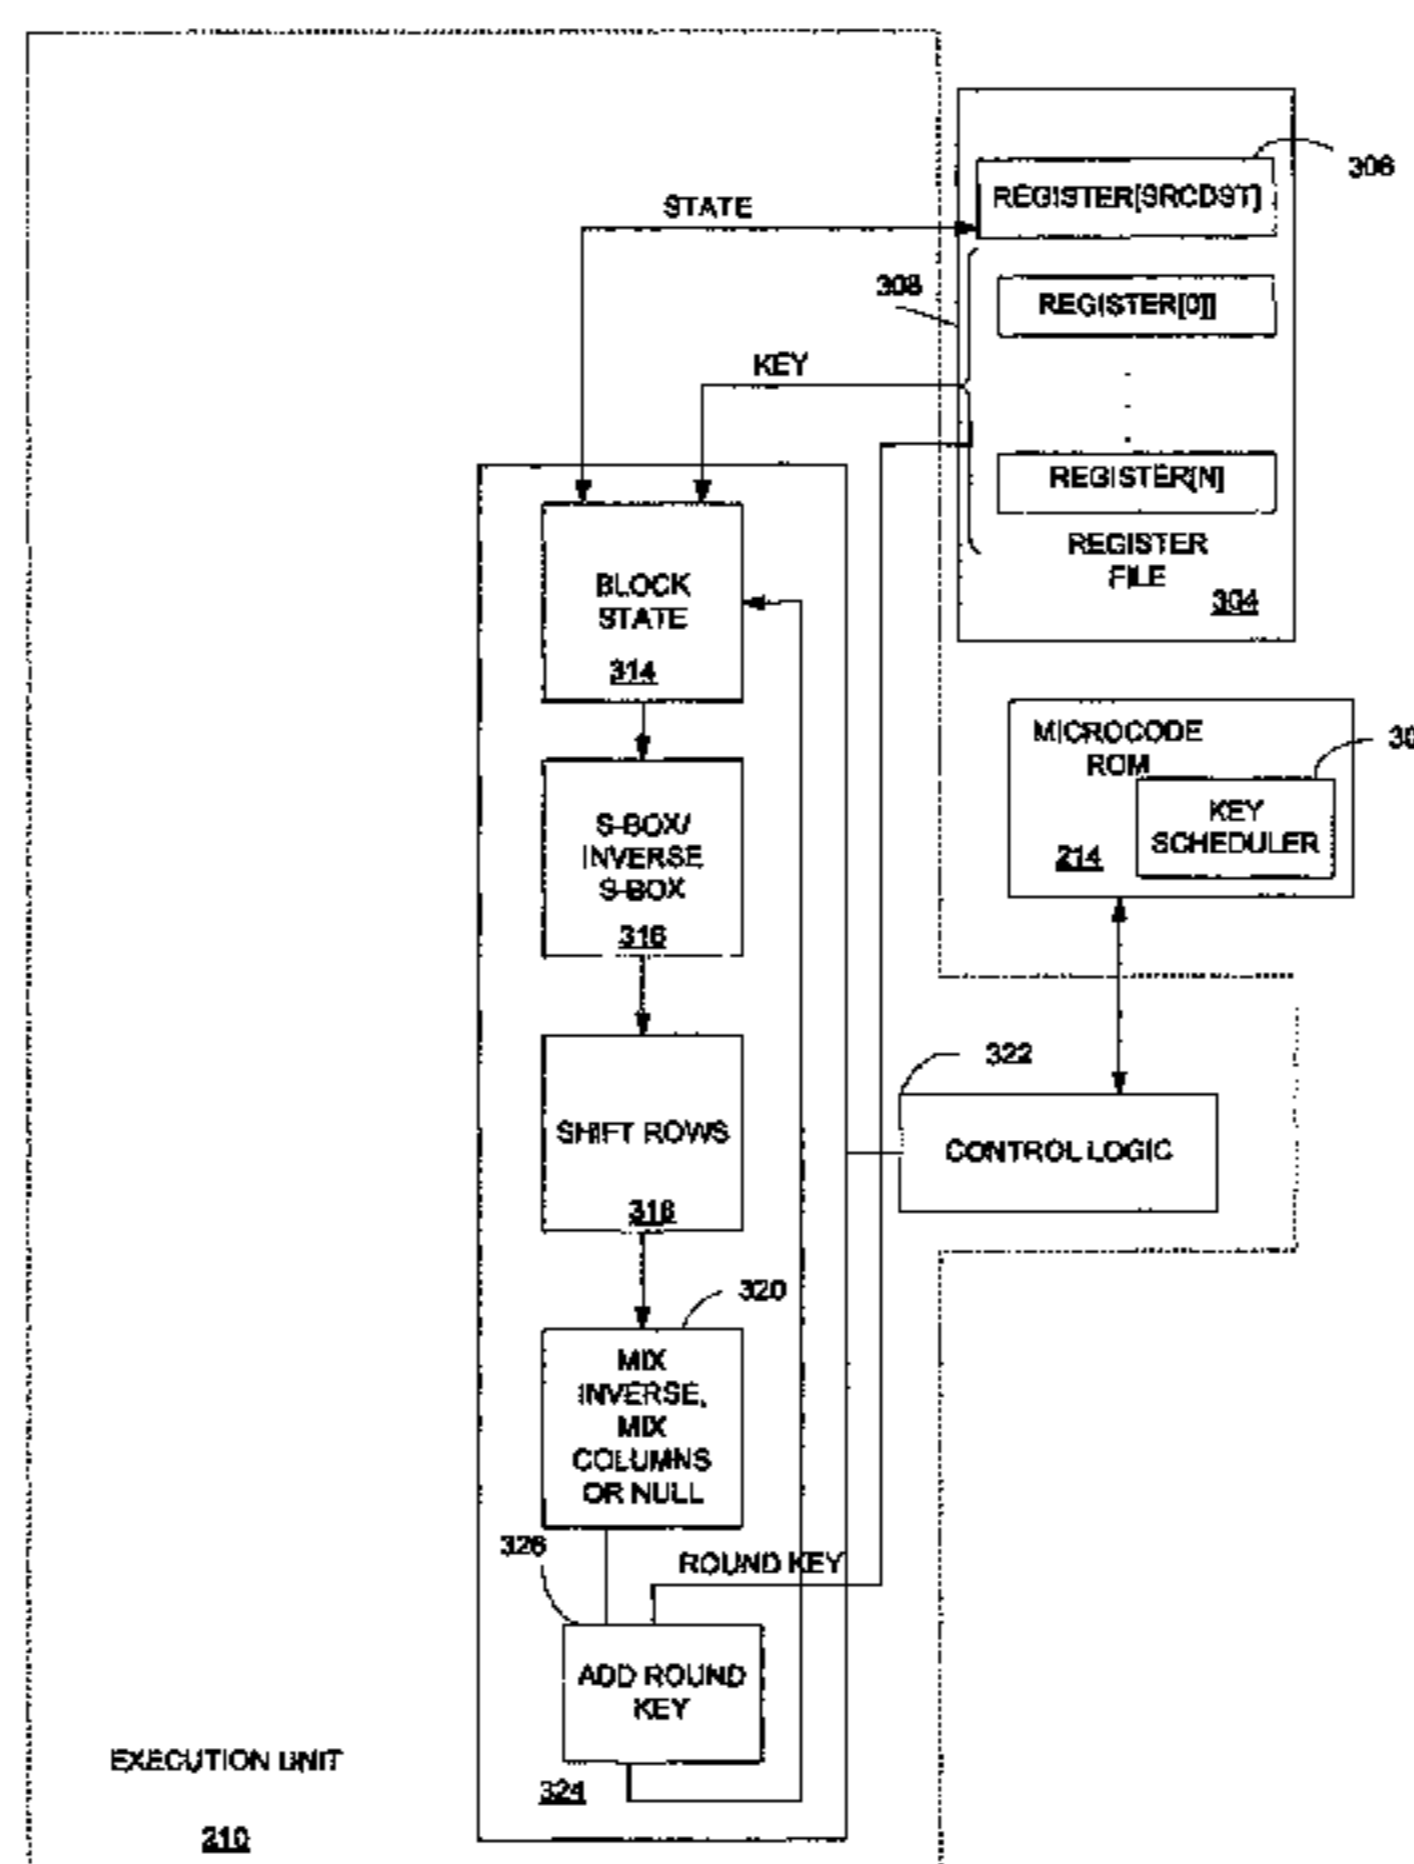 306
REGISTER[SRCDST]
STATE
308
REGISTER[0]]
KEY
REGISTER[N]
REGISTER
FILE
304
BLOCK
STATE
314
MICROCODE
ROM
30
KEY
SCHEDULER
214
S-BOX/
INVERSE
S-BOX
316
322
SHIFT ROWS
CONTROL LOGIC
318
320
MIX
INVERSE,
MIX
COLUMNS
OR NULL
326
ROUND KEY
ADD ROUND
KEY
EXECUTION UNIT
324
210